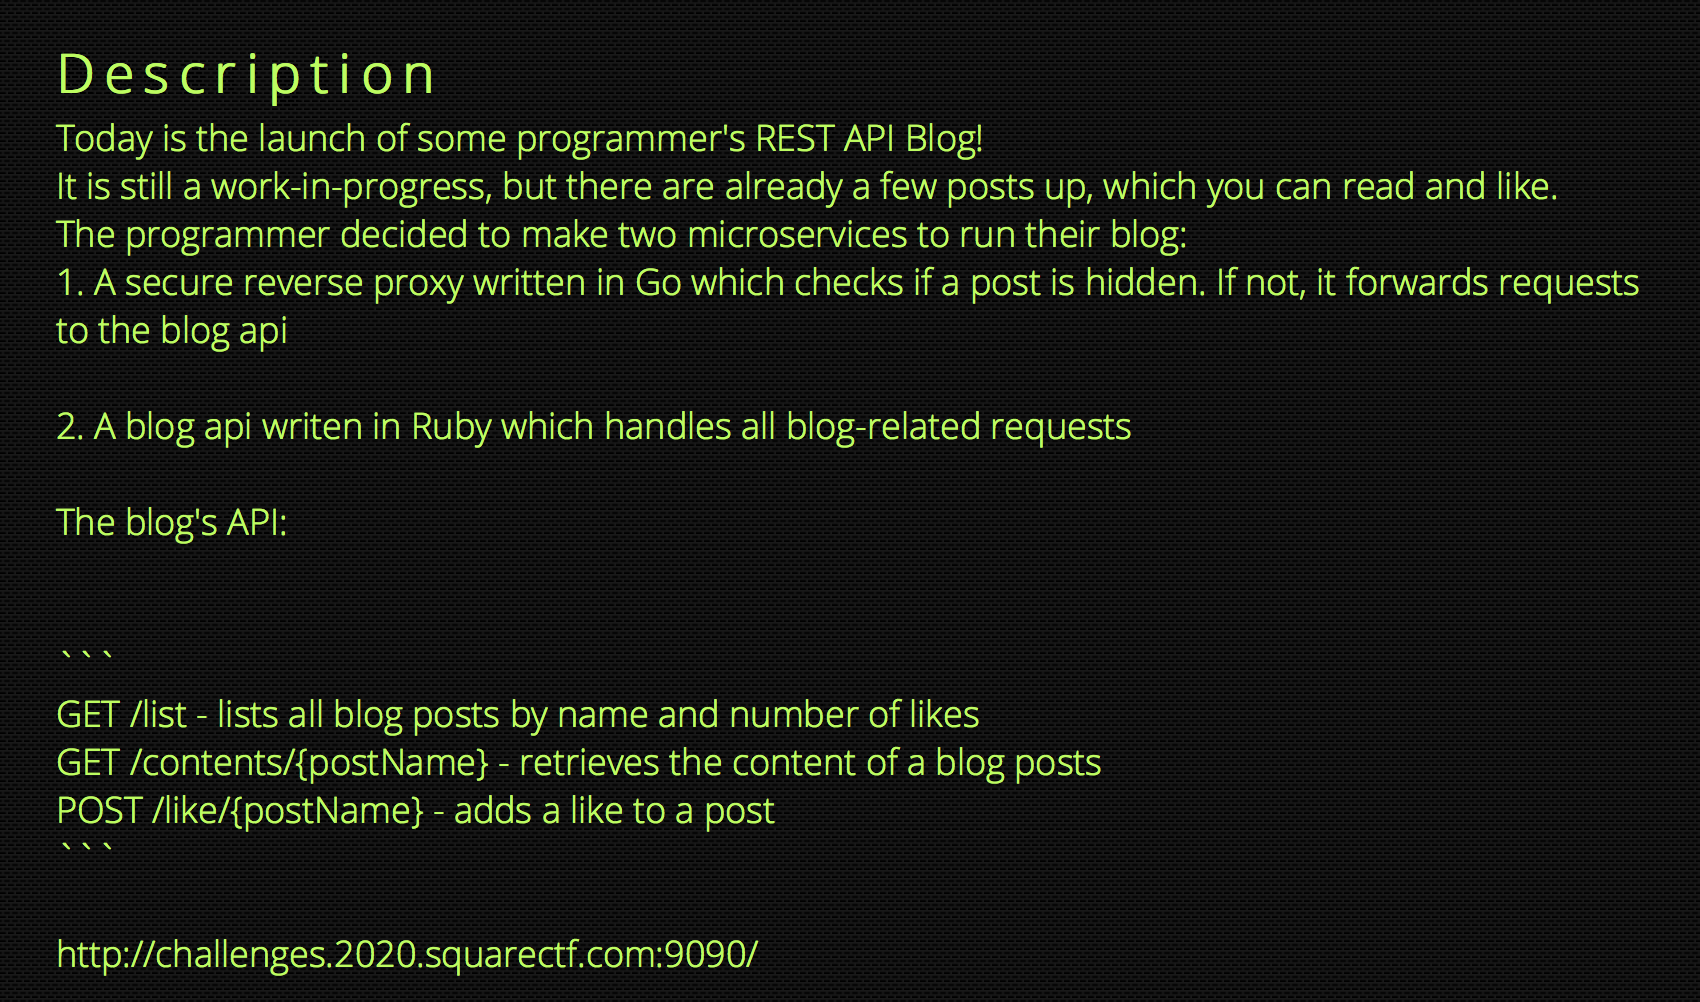 Description
Today is the launch of some programmer's REST API Blog!
It is still a work-in-progress, but there are already a few posts up, which you can read and like.
The programmer decided to make two microservices to run their blog:
1. A secure reverse proxy written in Go which checks if a post is hidden. If not, it forwards requests
to the blog api
2. A blog api writen in Ruby which handles all blog-related requests
The blog's API:
```
GET /list - lists all blog posts by name and number of likes
GET /contents/{postName} - retrieves the content of a blog posts
POST /like/{postName} - adds a like to a post
```
http://challenges.2020.squarectf.com:9090/